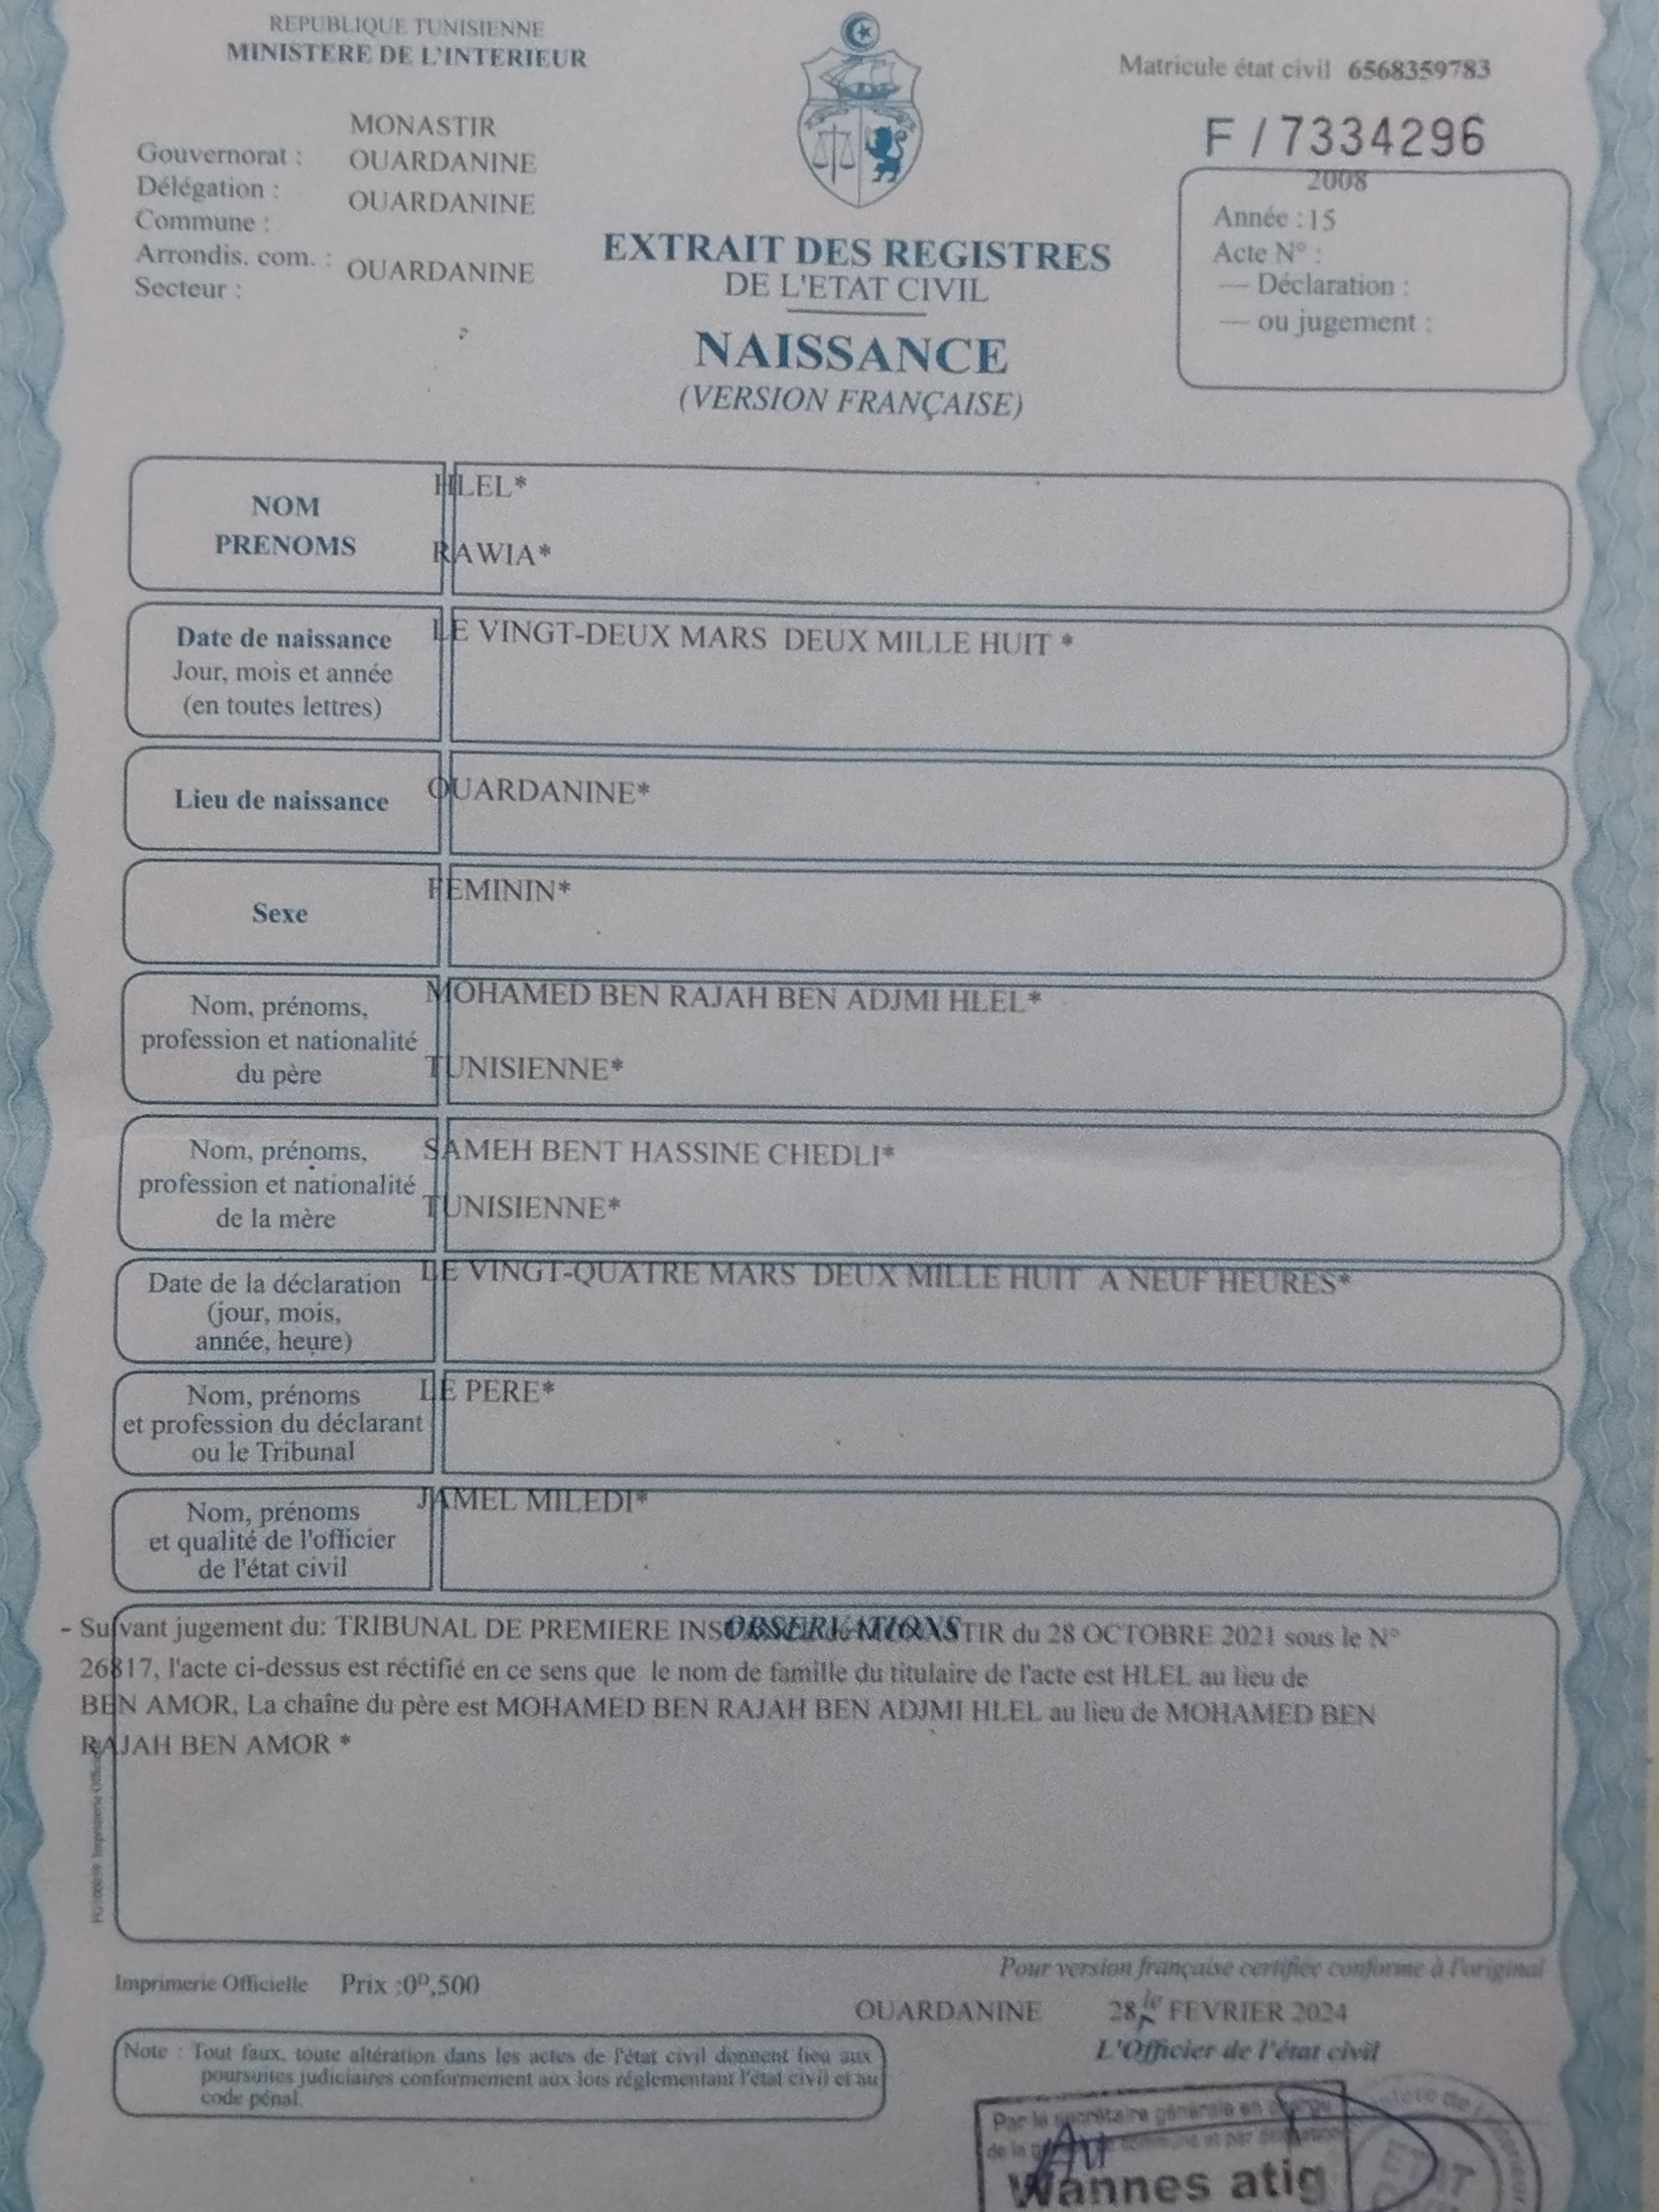 REPUBLIQUE TUNISIENNE
MINISTERE DE L'INTERIEUR
Matricule état civil 6568359783
F / 7334296
MONASTIR
Gouvernorat : OUARDANINE
Délégation : OUARDANINE
Commune :
Arrondis. com. : OUARDANINE
Secteur :
2008
Année : 15
Acte N° :
— Déclaration :
— ou jugement :
EXTRAIT DES REGISTRES
DE L'ETAT CIVIL
NAISSANCE
(VERSION FRANÇAISE)
NOM HLEL*
PRENOMS RAWIA*
Date de naissance LE VINGT-DEUX MARS DEUX MILLE HUIT *
Jour, mois et année
(en toutes lettres)
Lieu de naissance OUARDANINE*
Sexe FEMININ*
Nom, prénoms, MOHAMED BEN RAJAH BEN ADJMI HLEL*
profession et nationalité
du père TUNISIENNE*
Nom, prénoms, SAMEH BENT HASSINE CHEDLI*
profession et nationalité
de la mère TUNISIENNE*
Date de la déclaration LE VINGT-QUATRE MARS DEUX MILLE HUIT A NEUF HEURES*
(jour, mois,
année, heure)
Nom, prénoms LE PERE*
et profession du déclarant
ou le Tribunal
Nom, prénoms JAMEL MILEDI*
et qualité de l'officier
de l'état civil
OBSERVATIONS
- Suivant jugement du: TRIBUNAL DE PREMIERE du 28 OCTOBRE 2021 sous le N°
26817, l'acte ci-dessus est réctifié en ce sens que le nom de famille du titulaire de l'acte est HLEL au lieu de
BEN AMOR, La chaîne du père est MOHAMED BEN RAJAH BEN ADJMI HLEL au lieu de MOHAMED BEN
RAJAH BEN AMOR *
Imprimerie Officielle Prix :0ᴰ,500
Pour version française certifiée conforme à l'original
OUARDANINE le 28 FEVRIER 2024
L'Officier de l'état civil
Note : Tout faux, toute altération dans les actes de l'état civil donnent lieu aux
poursuites judiciaires conformement aux lois réglementant l'état civil et au
code pénal.
Par le secrétaire générale en
de la commune et par
Wannes atig
ETAT